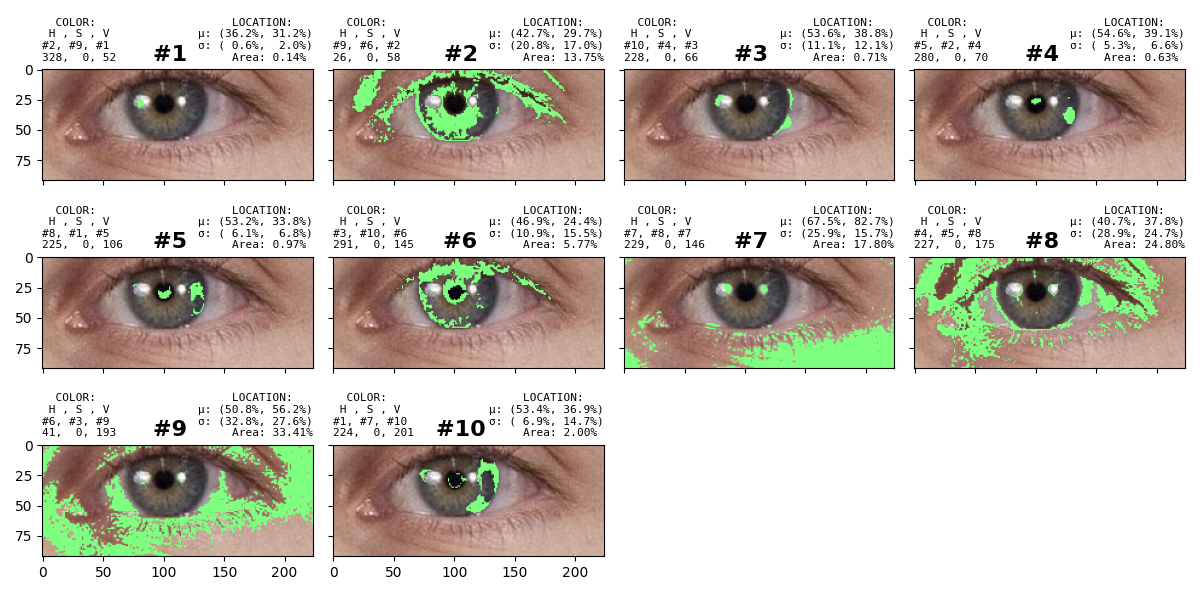 COLOR: LOCATION:
H , S , V μ: (36.2%, 31.2%)
#2, #9, #1 σ: ( 0.6%, 2.0%)
328, 0, 52 #1 Area: 0.14%
COLOR: LOCATION:
H , S , V μ: (42.7%, 29.7%)
#9, #6, #2 σ: (20.8%, 17.0%)
26, 0, 58 #2 Area: 13.75%
COLOR: LOCATION:
H , S , V μ: (53.6%, 38.8%)
#10, #4, #3 σ: (11.1%, 12.1%)
228, 0, 66 #3 Area: 0.71%
COLOR: LOCATION:
H , S , V μ: (54.6%, 39.1%)
#5, #2, #4 σ: ( 5.3%, 6.6%)
280, 0, 70 #4 Area: 0.63%
0
25
50
75
COLOR: LOCATION:
H , S , V μ: (53.2%, 33.8%)
#8, #1, #5 σ: ( 6.1%, 6.8%)
225, 0, 106 #5 Area: 0.97%
COLOR: LOCATION:
H , S , V μ: (46.9%, 24.4%)
#3, #10, #6 σ: (10.9%, 15.5%)
291, 0, 145 #6 Area: 5.77%
COLOR: LOCATION:
H , S , V μ: (67.5%, 82.7%)
#7, #8, #7 σ: (25.9%, 15.7%)
229, 0, 146 #7 Area: 17.80%
COLOR: LOCATION:
H , S , V μ: (40.7%, 37.8%)
#4, #5, #8 σ: (28.9%, 24.7%)
227, 0, 175 #8 Area: 24.80%
0
25
50
75
COLOR: LOCATION:
H , S , V μ: (50.8%, 56.2%)
#6, #3, #9 σ: (32.8%, 27.6%)
41, 0, 193 #9 Area: 33.41%
COLOR: LOCATION:
H , S , V μ: (53.4%, 36.9%)
#1, #7, #10 σ: ( 6.9%, 14.7%)
224, 0, 201 #10 Area: 2.00%
0
25
50
75
0 50 100 150 200
0 50 100 150 200